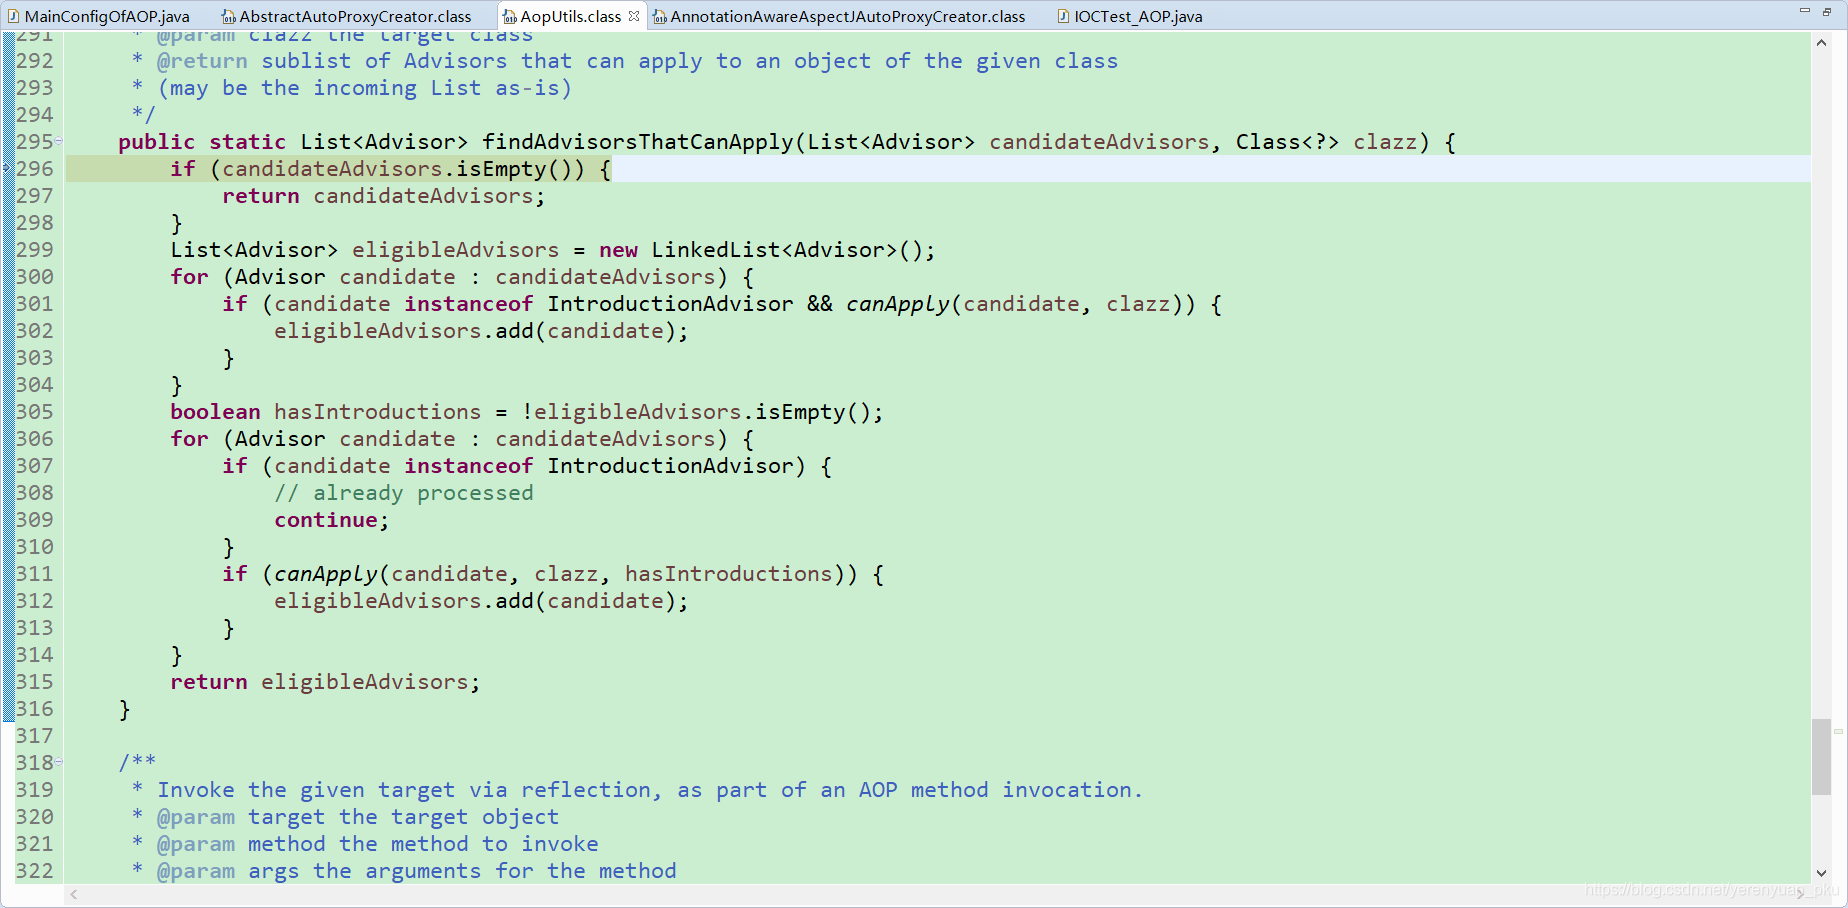 MainConfigOfAOP.java AbstractAutoProxyCreator.class AopUtils.class AnnotationAwareAspectJAutoProxyCreator.class IOCTest_AOP.java
291 * @param clazz the target class
292 * @return sublist of Advisors that can apply to an object of the given class
293 * (may be the incoming List as-is)
294 */
295 public static List<Advisor> findAdvisorsThatCanApply(List<Advisor> candidateAdvisors, Class<?> clazz) {
296 if (candidateAdvisors.isEmpty()) {
297 return candidateAdvisors;
298 }
299 List<Advisor> eligibleAdvisors = new LinkedList<Advisor>();
300 for (Advisor candidate : candidateAdvisors) {
301 if (candidate instanceof IntroductionAdvisor && canApply(candidate, clazz)) {
302 eligibleAdvisors.add(candidate);
303 }
304 }
305 boolean hasIntroductions = !eligibleAdvisors.isEmpty();
306 for (Advisor candidate : candidateAdvisors) {
307 if (candidate instanceof IntroductionAdvisor) {
308 // already processed
309 continue;
310 }
311 if (canApply(candidate, clazz, hasIntroductions)) {
312 eligibleAdvisors.add(candidate);
313 }
314 }
315 return eligibleAdvisors;
316 }
317
318 /**
319 * Invoke the given target via reflection, as part of an AOP method invocation.
320 * @param target the target object
321 * @param method the method to invoke
322 * @param args the arguments for the method
https://blog.csdn.net/yerenyuan_pku